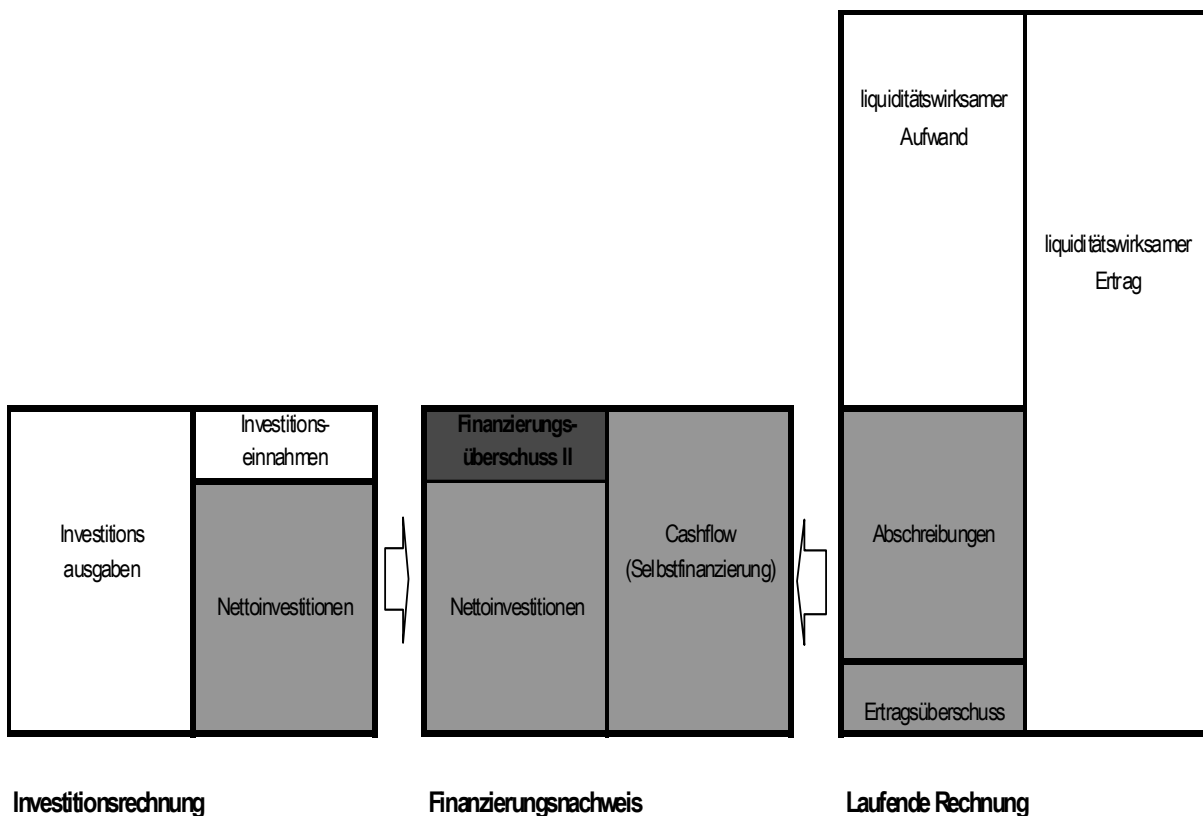 liquiditätswirksamer
Aufwand
liquiditätswirksamer
Ertrag
Investitions-
einnahmen
Investitions
ausgaben
Nettoinvestitionen
Finanzierungs-
überschuss II
Nettoinvestitionen
Cashflow
(Selbstfinanzierung)
Abschreibungen
Ertragsüberschuss
Investitionsrechnung
Finanzierungsnachweis
Laufende Rechnung